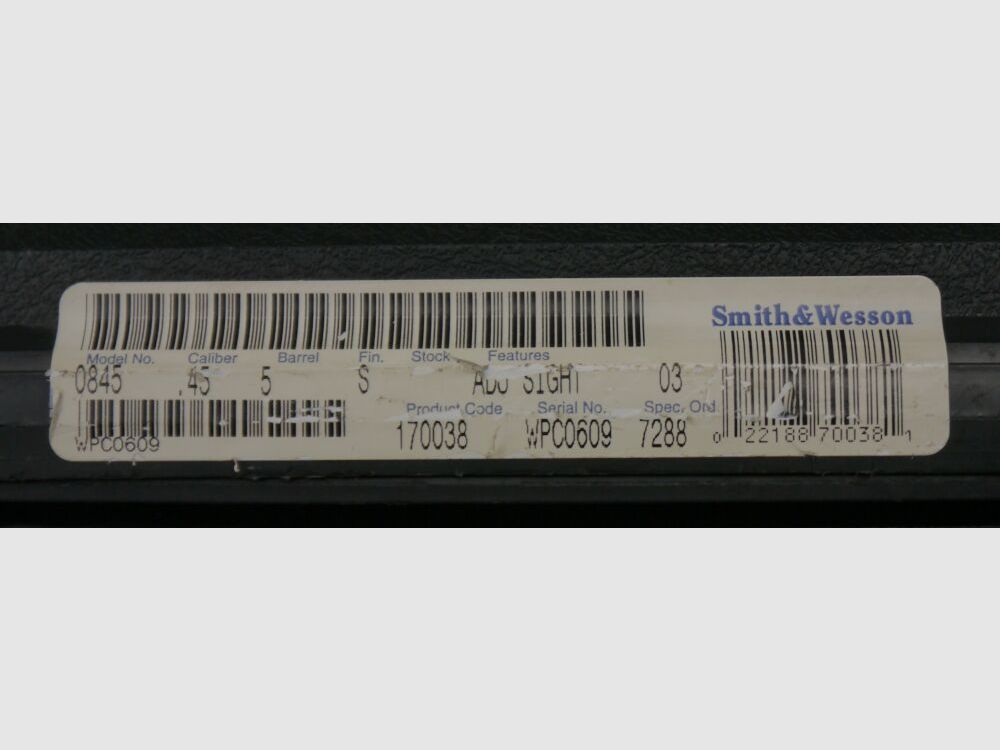 Smith&Wesson
Model No. Caliber Barrel Fin. Stock Features
0845 .45 5 S ADJ SIGHT 03
Product Code Serial No. Spec. Ord
WPC0609 170038 WPC0609 7288 0 22188 70038 1